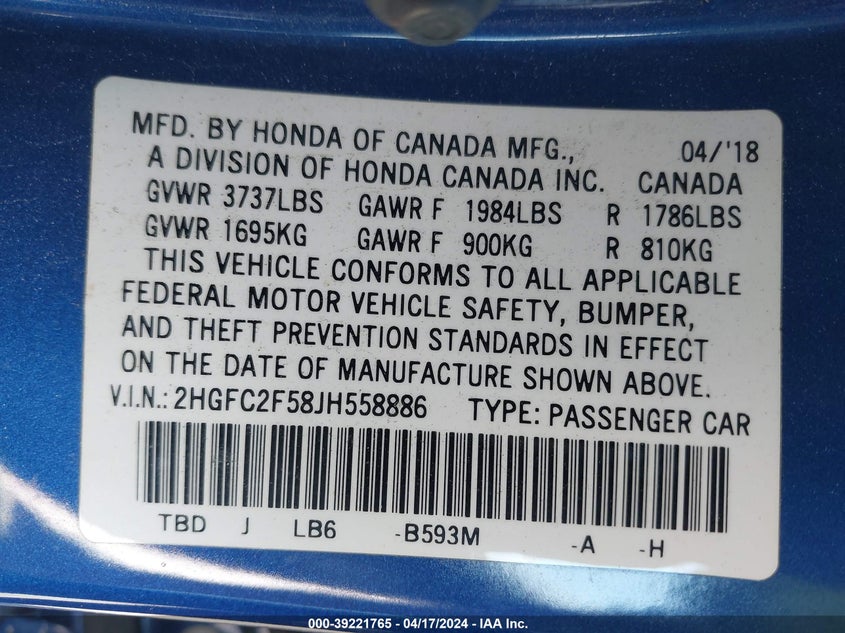 MFD. BY HONDA OF CANADA MFG., 04/'18
A DIVISION OF HONDA CANADA INC. CANADA
GVWR 3737LBS GAWR F 1984LBS R 1786LBS
GVWR 1695KG GAWR F 900KG R 810KG
THIS VEHICLE CONFORMS TO ALL APPLICABLE
FEDERAL MOTOR VEHICLE SAFETY, BUMPER,
AND THEFT PREVENTION STANDARDS IN EFFECT
ON THE DATE OF MANUFACTURE SHOWN ABOVE.
V.I.N.: 2HGFC2F58JH558886 TYPE: PASSENGER CAR
TBD J LB6 -B593M -A -H
000-39221765 - 04/17/2024 - IAA Inc.